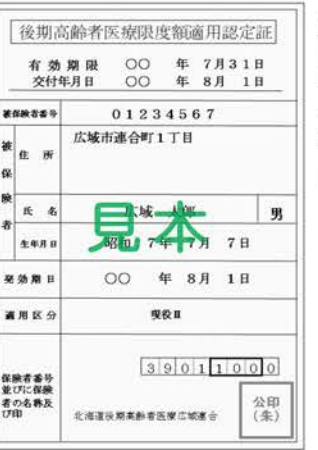 後期高齢者医療限度額適用認定証
有効期限 〇〇 年 7月31日
交付年月日 〇〇 年 8月 1日
被保険者番号 01234567
被保険者
住所 広域市連合町1丁目
氏名 広域 太郎 男
生年月日 昭和 7年 7月 7日
見本
発効期日 〇〇 年 8月 1日
適用区分 現役Ⅱ
保険者番号
並びに保険
者の名称及
び印
39011000
北海道後期高齢者医療広域連合
公印
(朱)